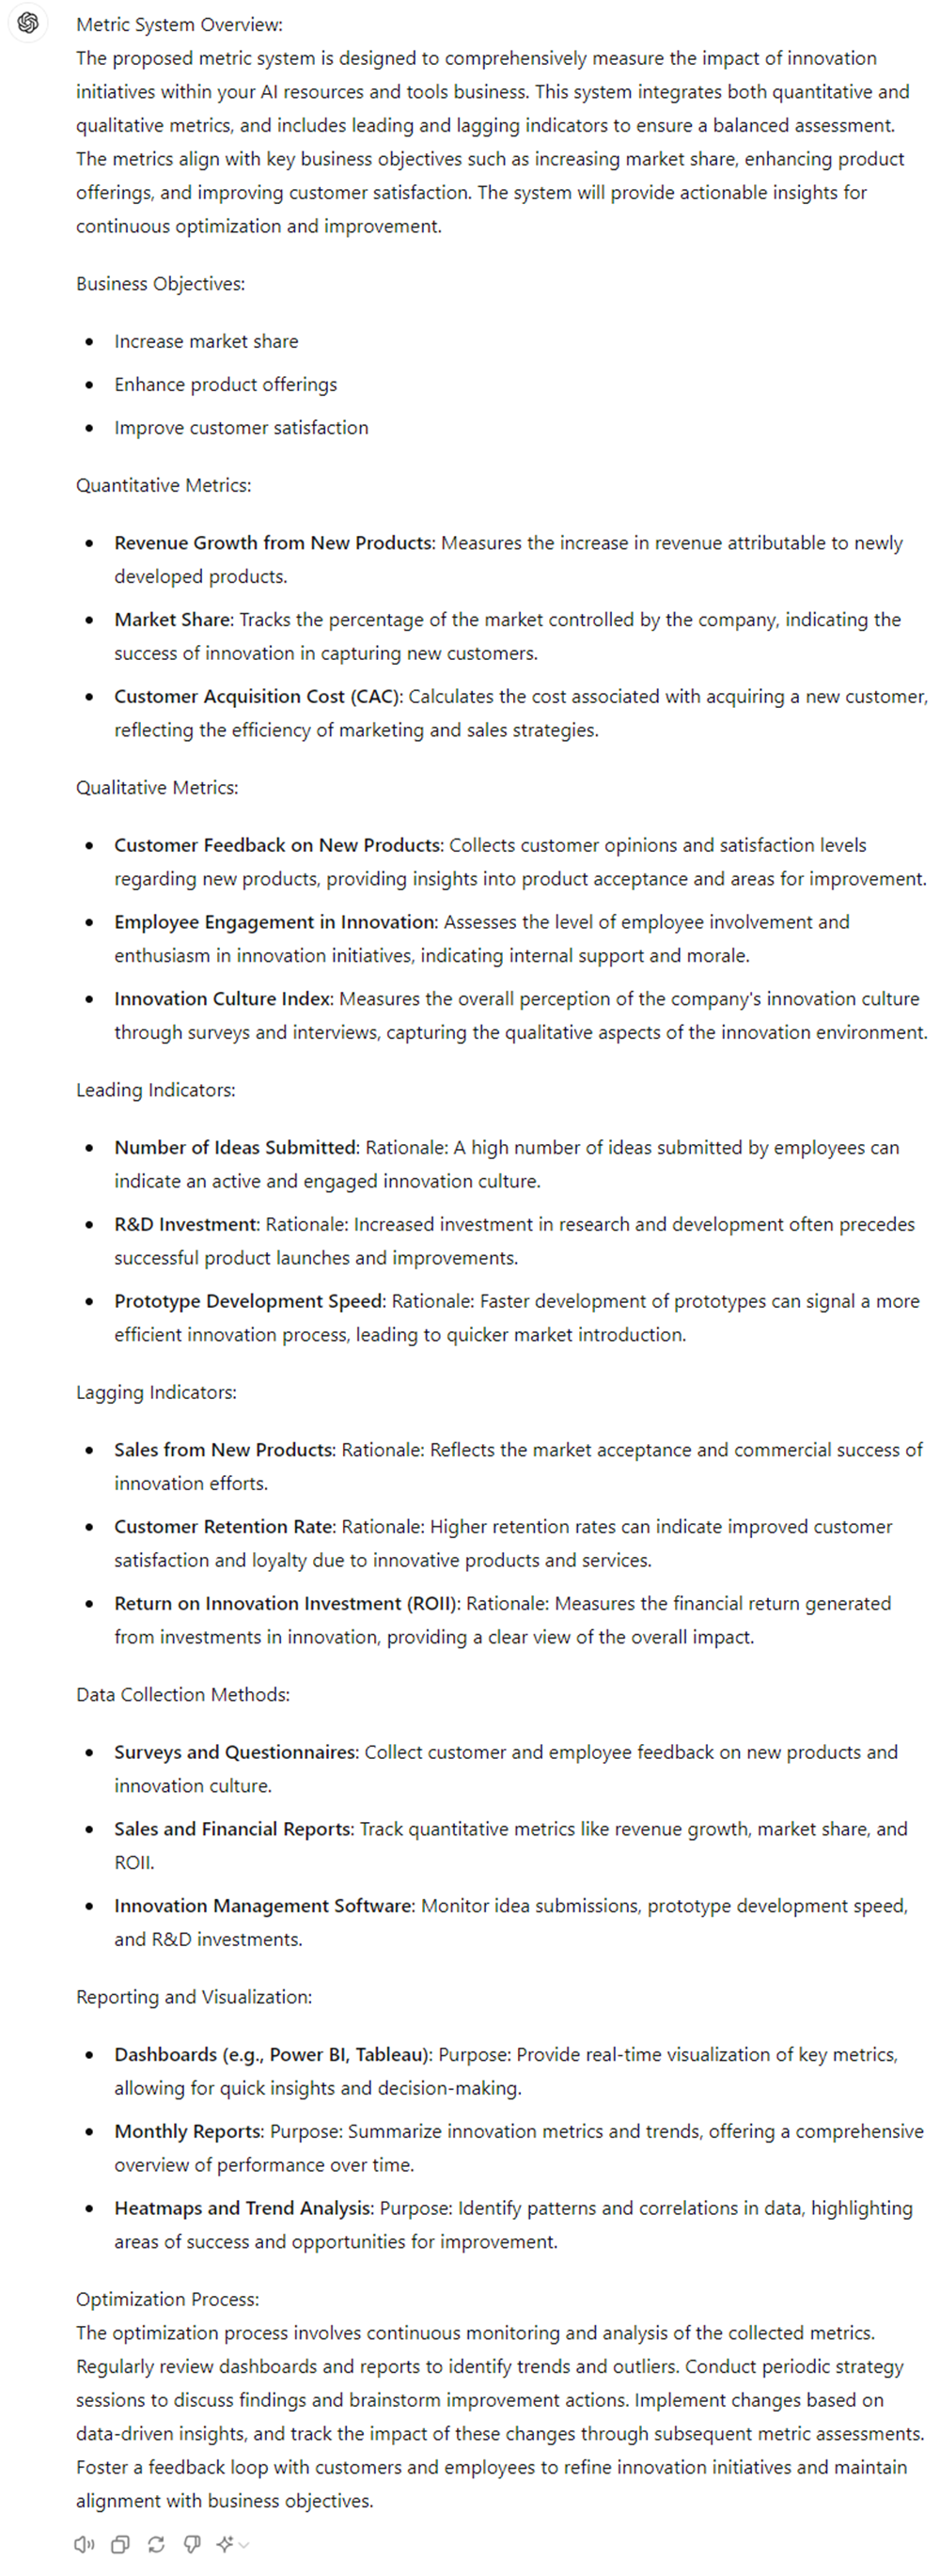 Metric System Overview:
The proposed metric system is designed to comprehensively measure the impact of innovation
initiatives within your AI resources and tools business. This system integrates both quantitative and
qualitative metrics, and includes leading and lagging indicators to ensure a balanced assessment.
The metrics align with key business objectives such as increasing market share, enhancing product
offerings, and improving customer satisfaction. The system will provide actionable insights for
continuous optimization and improvement.
Business Objectives:
• Increase market share
• Enhance product offerings
• Improve customer satisfaction
Quantitative Metrics:
• Revenue Growth from New Products: Measures the increase in revenue attributable to newly
developed products.
• Market Share: Tracks the percentage of the market controlled by the company, indicating the
success of innovation in capturing new customers.
• Customer Acquisition Cost (CAC): Calculates the cost associated with acquiring a new customer,
reflecting the efficiency of marketing and sales strategies.
Qualitative Metrics:
• Customer Feedback on New Products: Collects customer opinions and satisfaction levels
regarding new products, providing insights into product acceptance and areas for improvement.
• Employee Engagement in Innovation: Assesses the level of employee involvement and
enthusiasm in innovation initiatives, indicating internal support and morale.
• Innovation Culture Index: Measures the overall perception of the company's innovation culture
through surveys and interviews, capturing the qualitative aspects of the innovation environment.
Leading Indicators:
• Number of Ideas Submitted: Rationale: A high number of ideas submitted by employees can
indicate an active and engaged innovation culture.
• R&D Investment: Rationale: Increased investment in research and development often precedes
successful product launches and improvements.
• Prototype Development Speed: Rationale: Faster development of prototypes can signal a more
efficient innovation process, leading to quicker market introduction.
Lagging Indicators:
• Sales from New Products: Rationale: Reflects the market acceptance and commercial success of
innovation efforts.
• Customer Retention Rate: Rationale: Higher retention rates can indicate improved customer
satisfaction and loyalty due to innovative products and services.
• Return on Innovation Investment (ROII): Rationale: Measures the financial return generated
from investments in innovation, providing a clear view of the overall impact.
Data Collection Methods:
• Surveys and Questionnaires: Collect customer and employee feedback on new products and
innovation culture.
• Sales and Financial Reports: Track quantitative metrics like revenue growth, market share, and
ROII.
• Innovation Management Software: Monitor idea submissions, prototype development speed,
and R&D investments.
Reporting and Visualization:
• Dashboards (e.g., Power BI, Tableau): Purpose: Provide real-time visualization of key metrics,
allowing for quick insights and decision-making.
• Monthly Reports: Purpose: Summarize innovation metrics and trends, offering a comprehensive
overview of performance over time.
• Heatmaps and Trend Analysis: Purpose: Identify patterns and correlations in data, highlighting
areas of success and opportunities for improvement.
Optimization Process:
The optimization process involves continuous monitoring and analysis of the collected metrics.
Regularly review dashboards and reports to identify trends and outliers. Conduct periodic strategy
sessions to discuss findings and brainstorm improvement actions. Implement changes based on
data-driven insights, and track the impact of these changes through subsequent metric assessments.
Foster a feedback loop with customers and employees to refine innovation initiatives and maintain
alignment with business objectives.